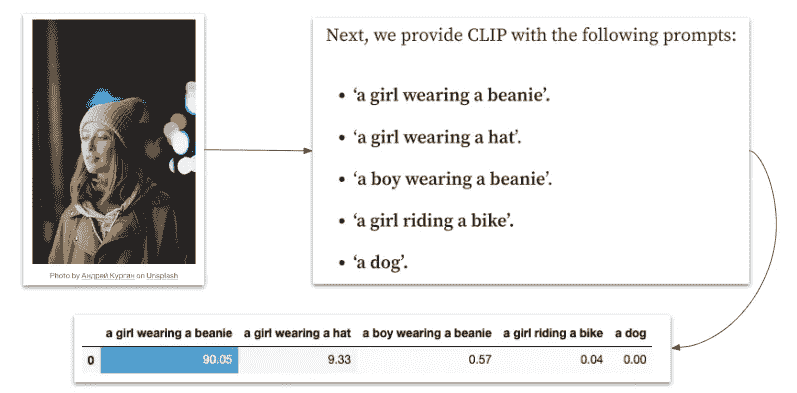 Photo by Андрей Курган on Unsplash
Next, we provide CLIP with the following prompts:
• ‘a girl wearing a beanie’.
• ‘a girl wearing a hat’.
• ‘a boy wearing a beanie’.
• ‘a girl riding a bike’.
• ‘a dog’.
a girl wearing a beanie a girl wearing a hat a boy wearing a beanie a girl riding a bike a dog
0 90.05 9.33 0.57 0.04 0.00